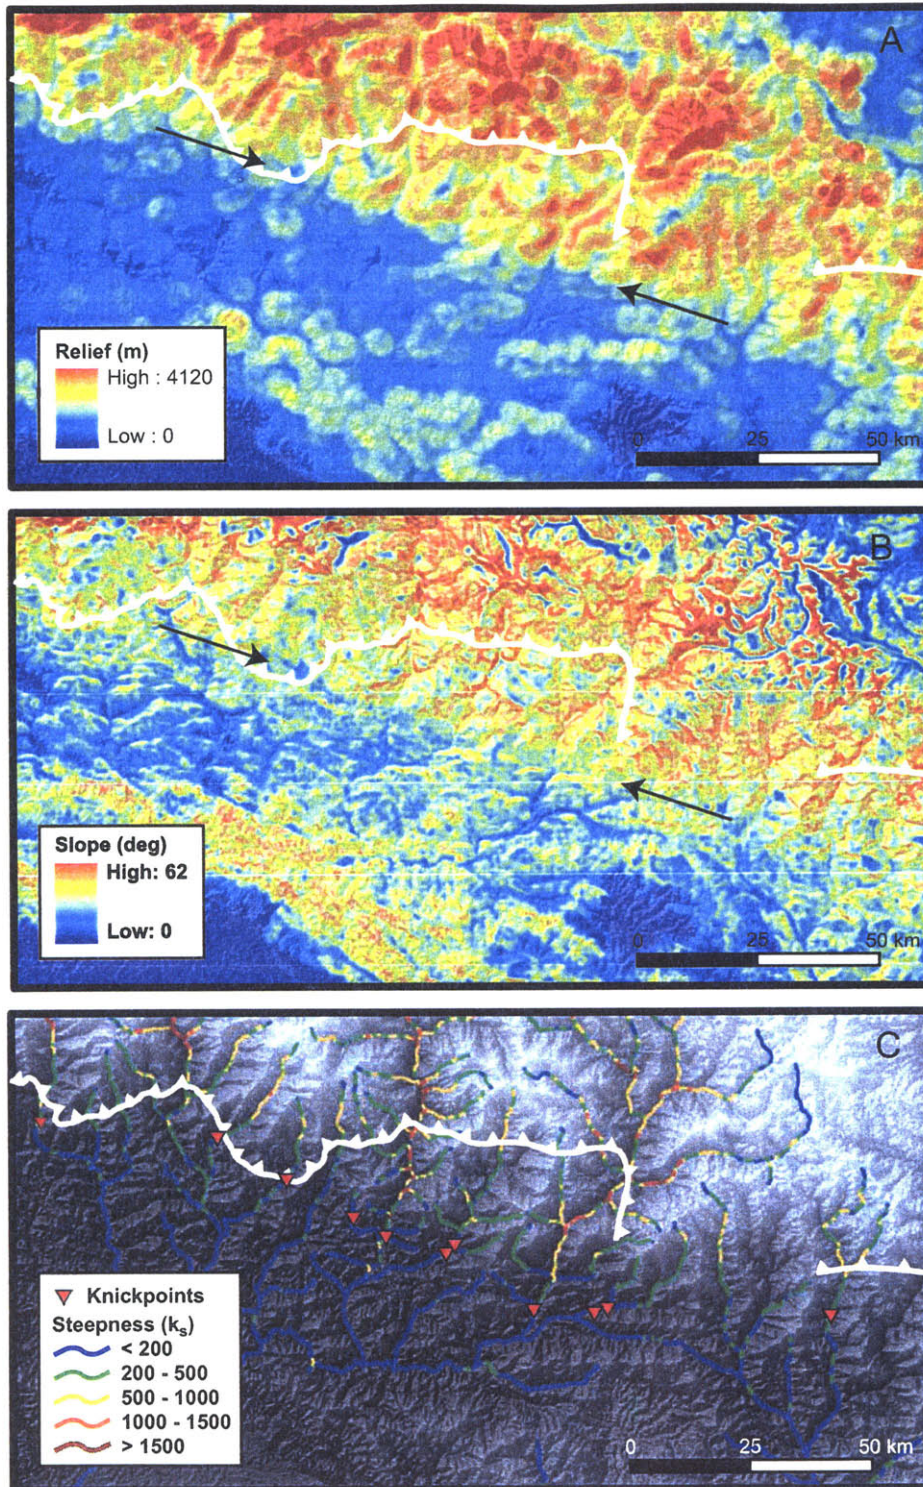 A
Relief (m)
High : 4120
Low : 0
0 25 50 km
B
Slope (deg)
High: 62
Low: 0
0 25 50 km
C
Knickpoints
Steepness (ks)
< 200
200 - 500
500 - 1000
1000 - 1500
> 1500
0 25 50 km